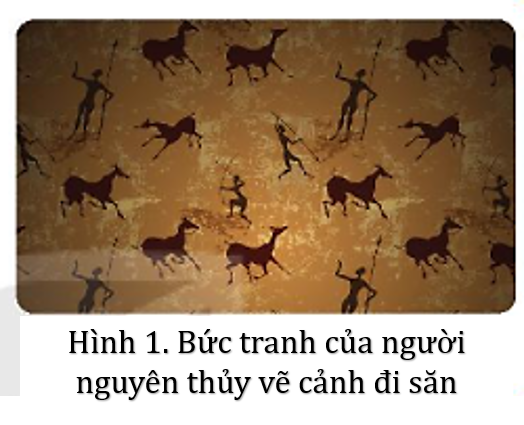 Hình 1. Bức tranh của người
nguyên thủy vẽ cảnh đi săn